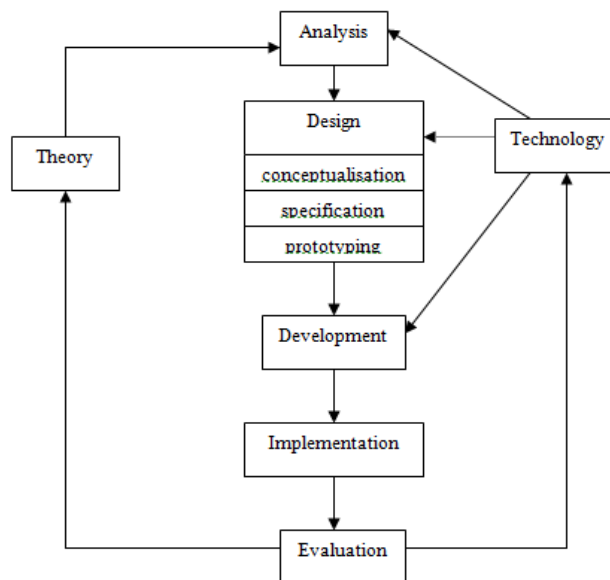 Analysis
Design
Technology
Theory
conceptualisation
specification
prototyping
Development
Implementation
Evaluation